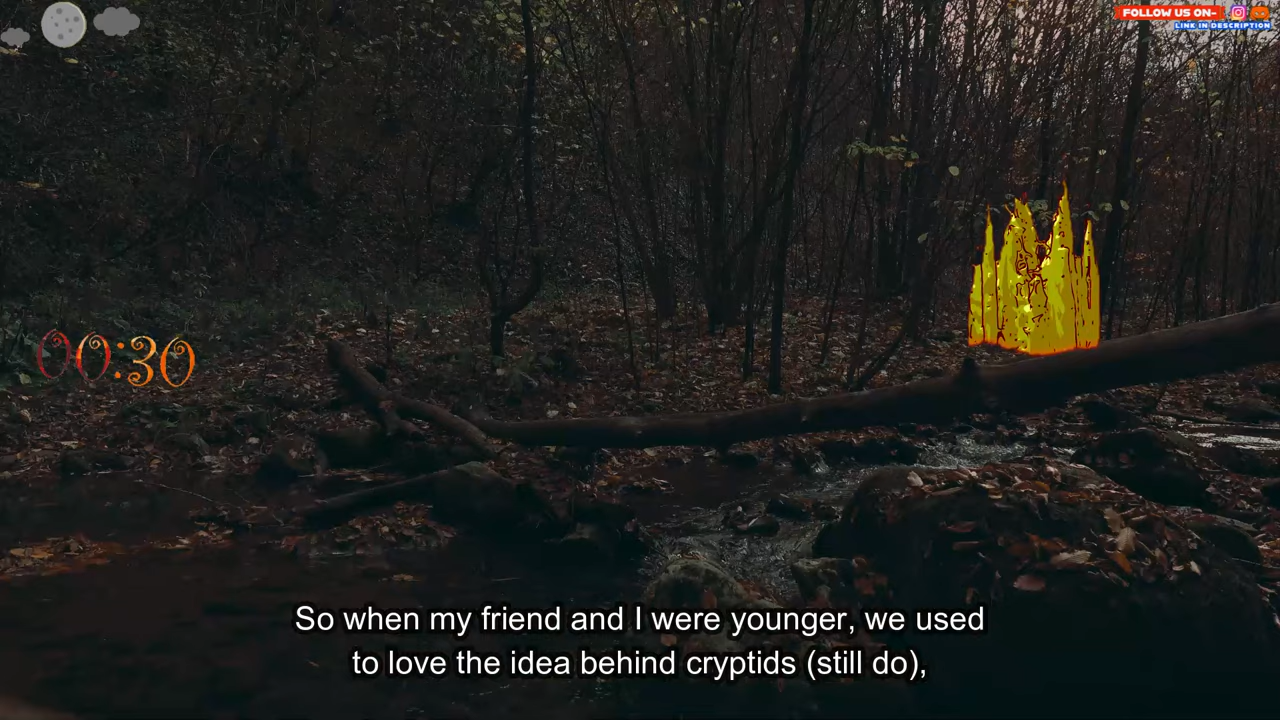 FOLLOW US ON-
LINK IN DESCRIPTION
00:30
So when my friend and I were younger, we used
to love the idea behind cryptids (still do),